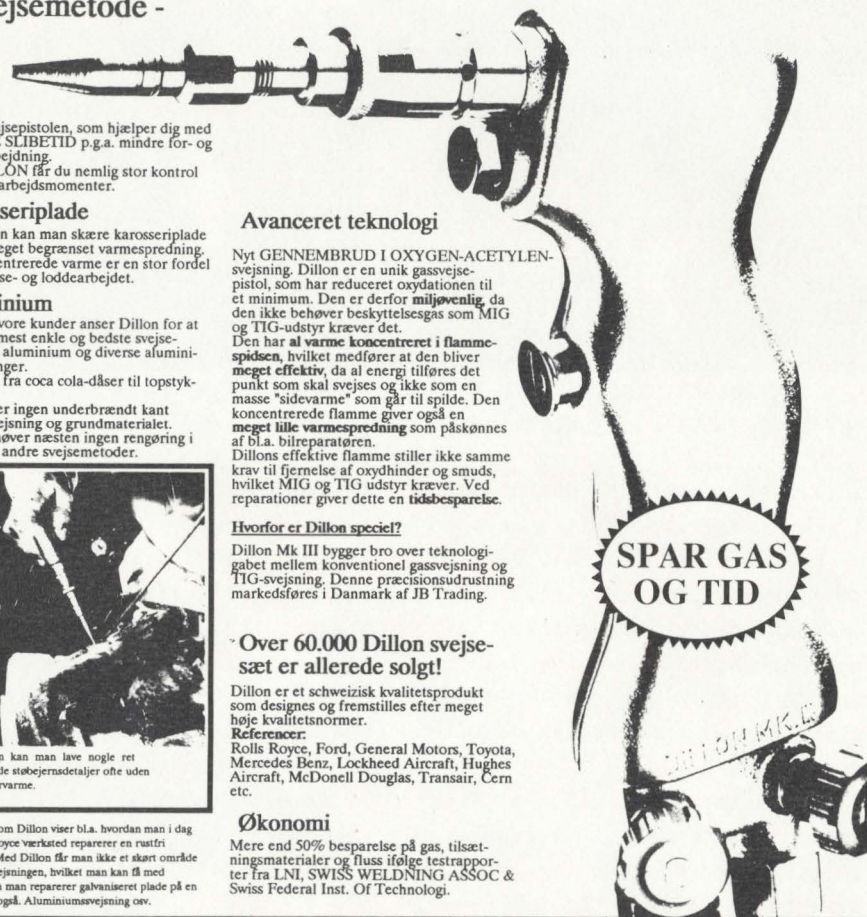 ejsemetode -
jsepistolen, som hjælper dig med
SLIBETID p.g.a. mindre for- og
ejdning.
LON får du nemlig stor kontrol
arbejdsmomenter.
seriplade
n kan man skære karosseriplade
eget begrænset varmespredning.
entrerede varme er en stor fordel
se- og loddearbejdet.
inium
vore kunder anser Dillon for at
mest enkle og bedste svejse-
aluminium og diverse alumini-
nger.
fra coca cola-dåser til topstyk-
er ingen underbrændt kant
ejsning og grundmaterialet.
høver næsten ingen rengøring i
andre svejsemetoder.
n kan man lave nogle ret
de støbejernsdetaljer ofte uden
rvarme.
om Dillon viser bl.a. hvordan man i dag
oyce værksted reparerer en rustfri
Med Dillon får man ikke et skørt område
ejsningen, hvilket man kan få med
n man reparerer galvaniseret plade på en
også. Aluminiumssvejsning osv.
Avanceret teknologi
Nyt GENNEMBRUD I OXYGEN-ACETYLEN-
svejsning. Dillon er en unik gassvejse-
pistol, som har reduceret oxydationen til
et minimum. Den er derfor miljøvenlig, da
den ikke behøver beskyttelsesgas som MIG
og TIG-udstyr kræver det.
Den har al varme koncentreret i flamme-
spidsen, hvilket medfører at den bliver
meget effektiv, da al energi tilføres det
punkt som skal svejses og ikke som en
masse "sidevarme" som går til spilde. Den
koncentrerede flamme giver også en
meget lille varmespredning som påskønnes
af bl.a. bilreparatøren.
Dillons effektive flamme stiller ikke samme
krav til fjernelse af oxydhinder og smuds,
hvilket MIG og TIG udstyr kræver. Ved
reparationer giver dette en tidsbesparelse.
Hvorfor er Dillon speciel?
Dillon Mk III bygger bro over teknologi-
gabet mellem konventionel gassvejsning og
TIG-svejsning. Denne præcisionsudrustning
markedsføres i Danmark af JB Trading.
Over 60.000 Dillon svejse-
sæt er allerede solgt!
Dillon er et schweizisk kvalitetsprodukt
som designes og fremstilles efter meget
høje kvalitetsnormer.
Referencer:
Rolls Royce, Ford, General Motors, Toyota,
Mercedes Benz, Lockheed Aircraft, Hughes
Aircraft, McDonell Douglas, Transair, Cern
etc.
Økonomi
Mere end 50% besparelse på gas, tilsæt-
ningsmaterialer og fluss ifølge testrappor-
ter fra LNI, SWISS WELDNING ASSOC &
Swiss Federal Inst. Of Technologi.
SPAR GAS
OG TID
DILLON MK.III